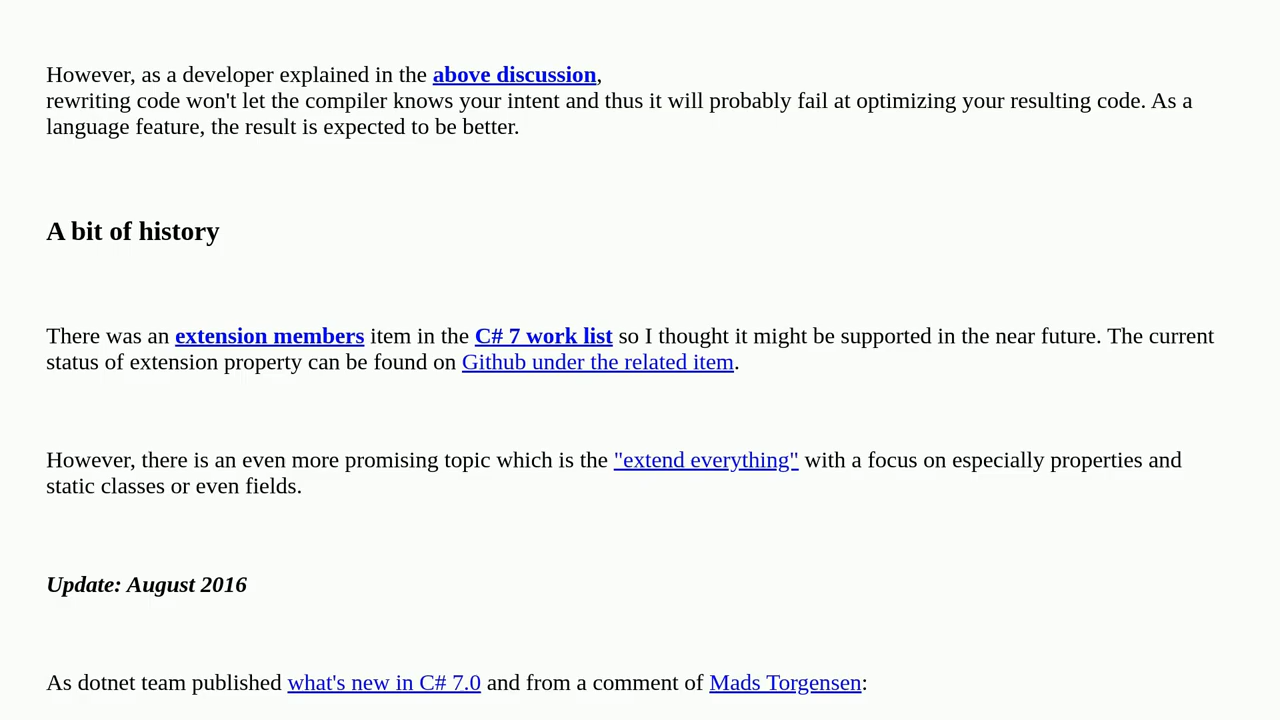 However, as a developer explained in the above discussion,
rewriting code won't let the compiler knows your intent and thus it will probably fail at optimizing your resulting code. As a
language feature, the result is expected to be better.
A bit of history
There was an extension members item in the C# 7 work list so I thought it might be supported in the near future. The current
status of extension property can be found on Github under the related item.
However, there is an even more promising topic which is the "extend everything" with a focus on especially properties and
static classes or even fields.
Update: August 2016
As dotnet team published what's new in C# 7.0 and from a comment of Mads Torgensen: